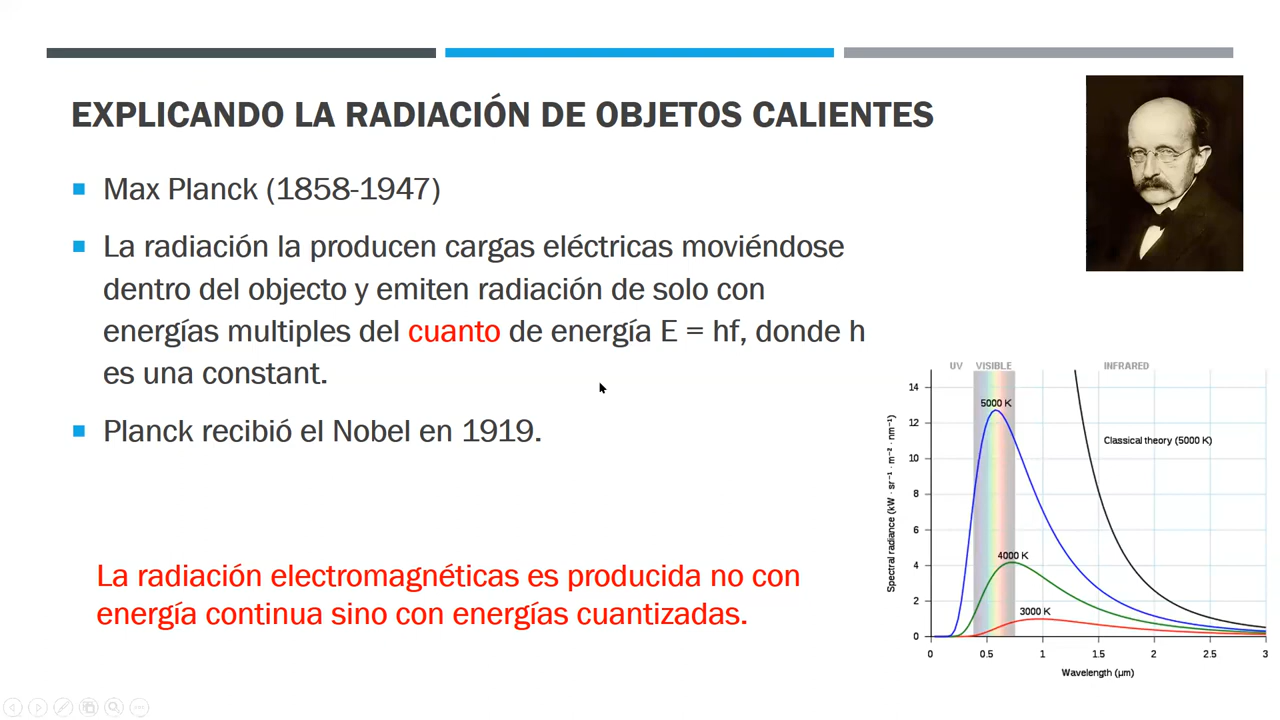 EXPLICANDO LA RADIACIÓN DE OBJETOS CALIENTES
Max Planck (1858-1947)
La radiación la producen cargas eléctricas moviéndose
dentro del objecto y emiten radiación de solo con
energías multiples del cuanto de energía E = hf, donde h
es una constant.
Planck recibió el Nobel en 1919.
La radiación electromagnéticas es producida no con
energía continua sino con energías cuantizadas.
UV VISIBLE INFRARED
14
12
10
8
6
4
2
0
Spectral radiance (kW · sr⁻¹ · m⁻² · nm⁻¹)
5000 K
Classical theory (5000 K)
4000 K
3000 K
0 0.5 1 1.5 2 2.5 3
Wavelength (μm)